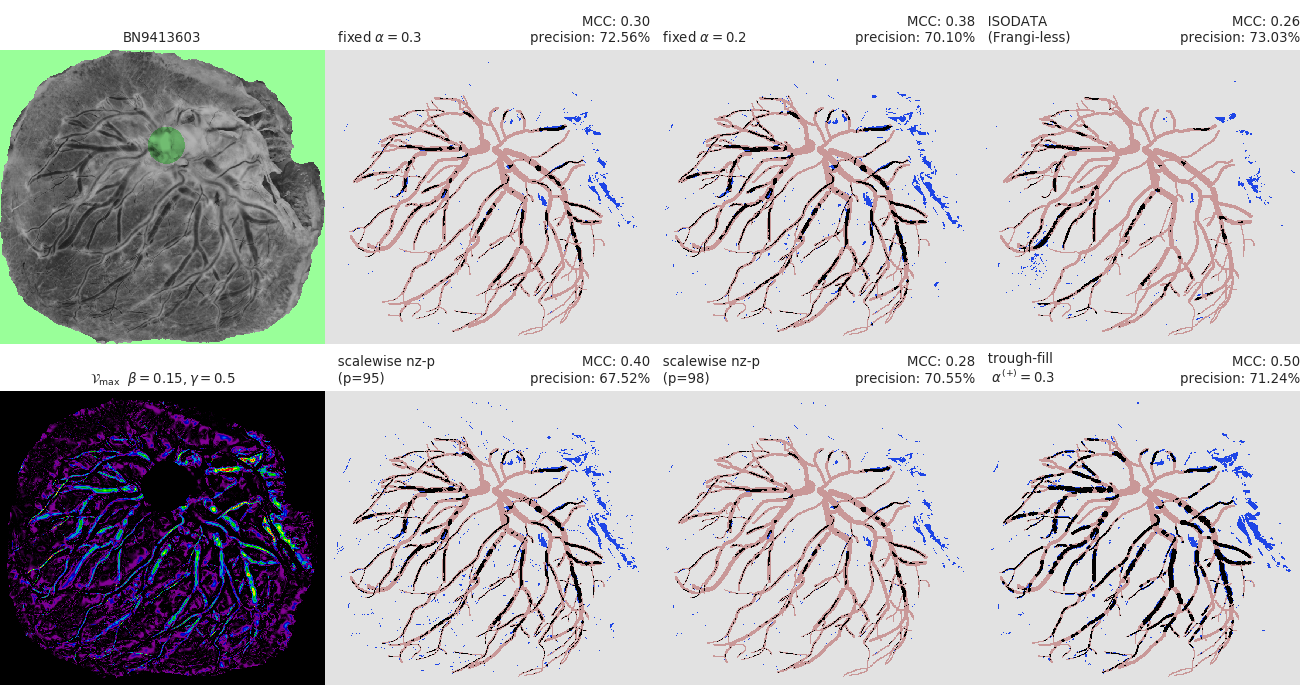 BN9413603
fixed α = 0.3
MCC: 0.30
precision: 72.56%
fixed α = 0.2
MCC: 0.38
precision: 70.10%
ISODATA
(Frangi-less)
MCC: 0.26
precision: 73.03%
𝒱max β = 0.15, γ = 0.5
scalewise nz-p
(p=95)
MCC: 0.40
precision: 67.52%
scalewise nz-p
(p=98)
MCC: 0.28
precision: 70.55%
trough-fill
α(+) = 0.3
MCC: 0.50
precision: 71.24%